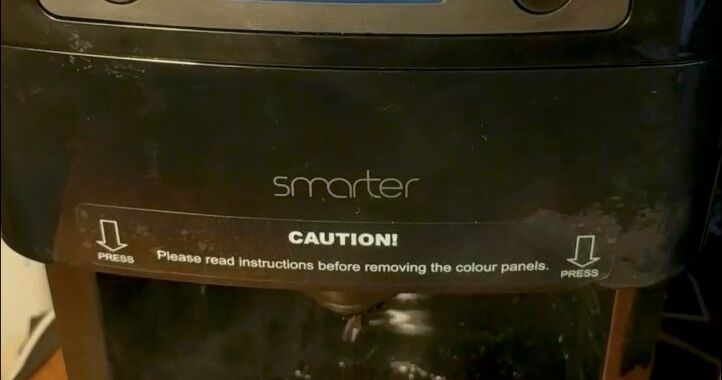 smarter
CAUTION!
PRESS Please read instructions before removing the colour panels. PRESS